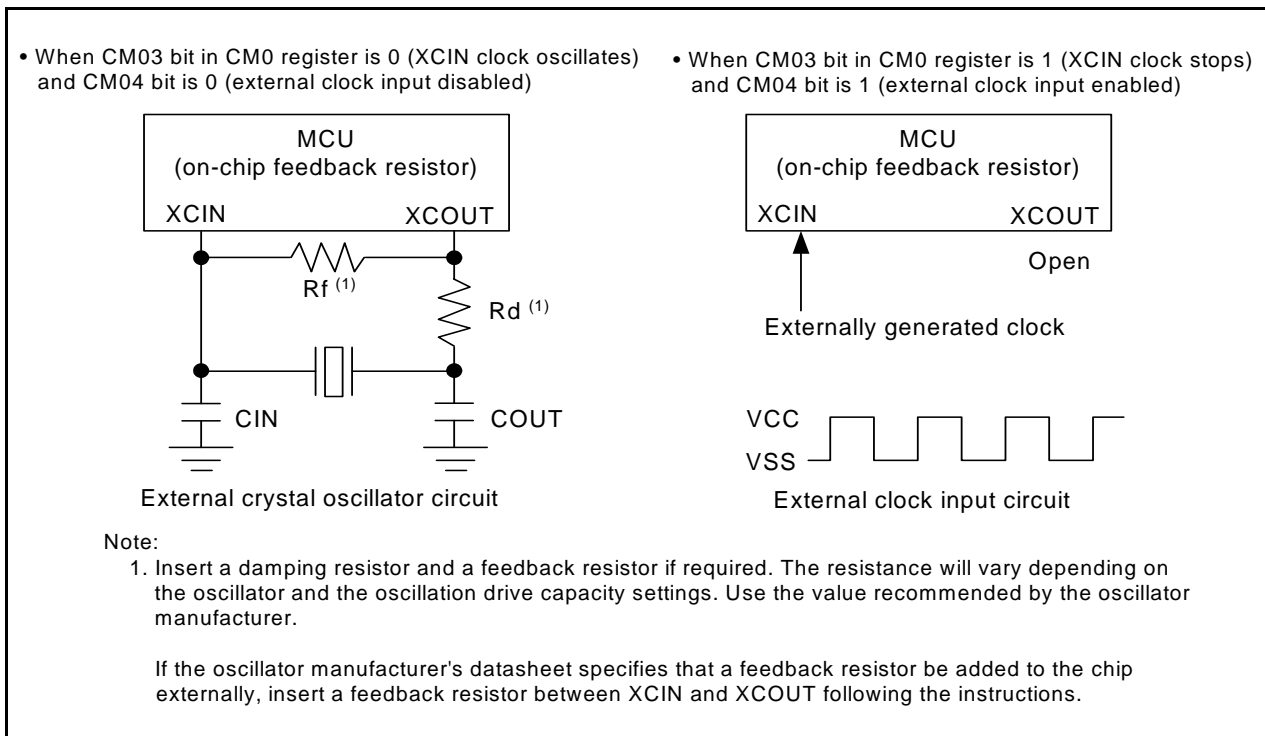 • When CM03 bit in CM0 register is 0 (XCIN clock oscillates)
and CM04 bit is 0 (external clock input disabled)
MCU
(on-chip feedback resistor)
XCIN
XCOUT
Rf (1)
Rd (1)
CIN
COUT
External crystal oscillator circuit
• When CM03 bit in CM0 register is 1 (XCIN clock stops)
and CM04 bit is 1 (external clock input enabled)
MCU
(on-chip feedback resistor)
XCIN
XCOUT
Open
Externally generated clock
VCC
VSS
External clock input circuit
Note:
1. Insert a damping resistor and a feedback resistor if required. The resistance will vary depending on
the oscillator and the oscillation drive capacity settings. Use the value recommended by the oscillator
manufacturer.
If the oscillator manufacturer's datasheet specifies that a feedback resistor be added to the chip
externally, insert a feedback resistor between XCIN and XCOUT following the instructions.